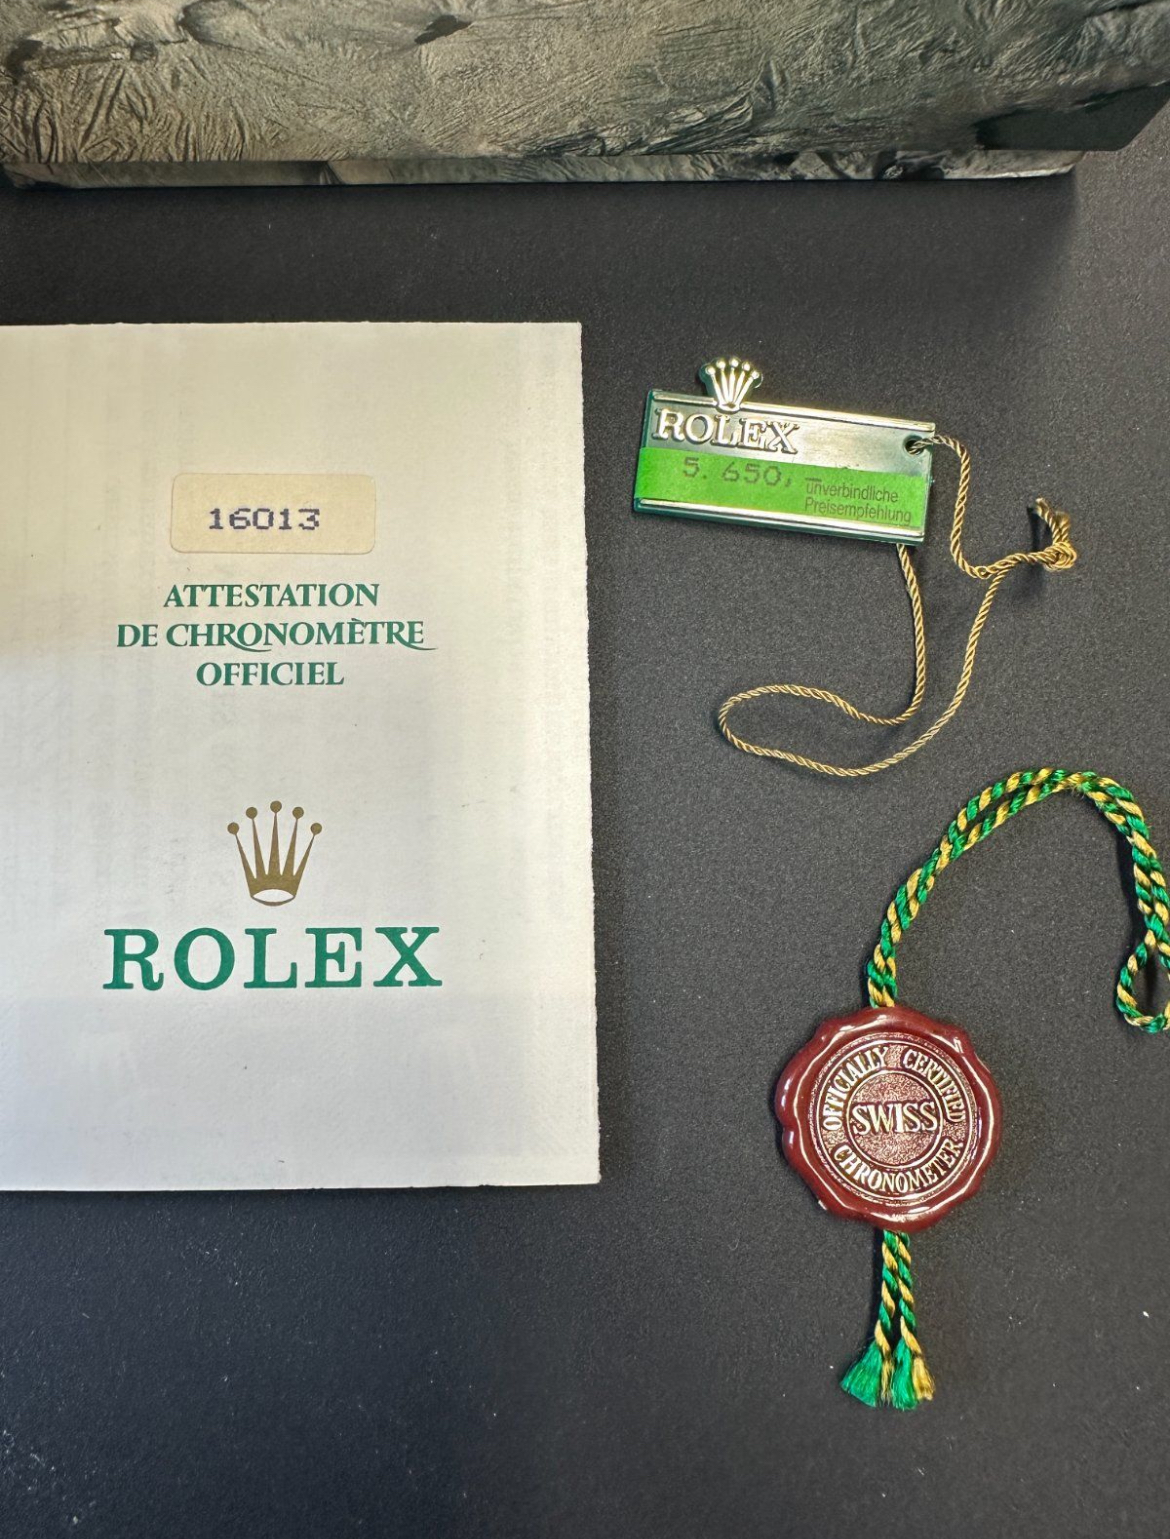 16013
ATTESTATION
DE CHRONOMÈTRE
OFFICIEL
ROLEX
ROLEX
5.650,-
unverbindliche
Preisempfehlung
OFFICIALLY CERTIFIED
SWISS
CHRONOMETER